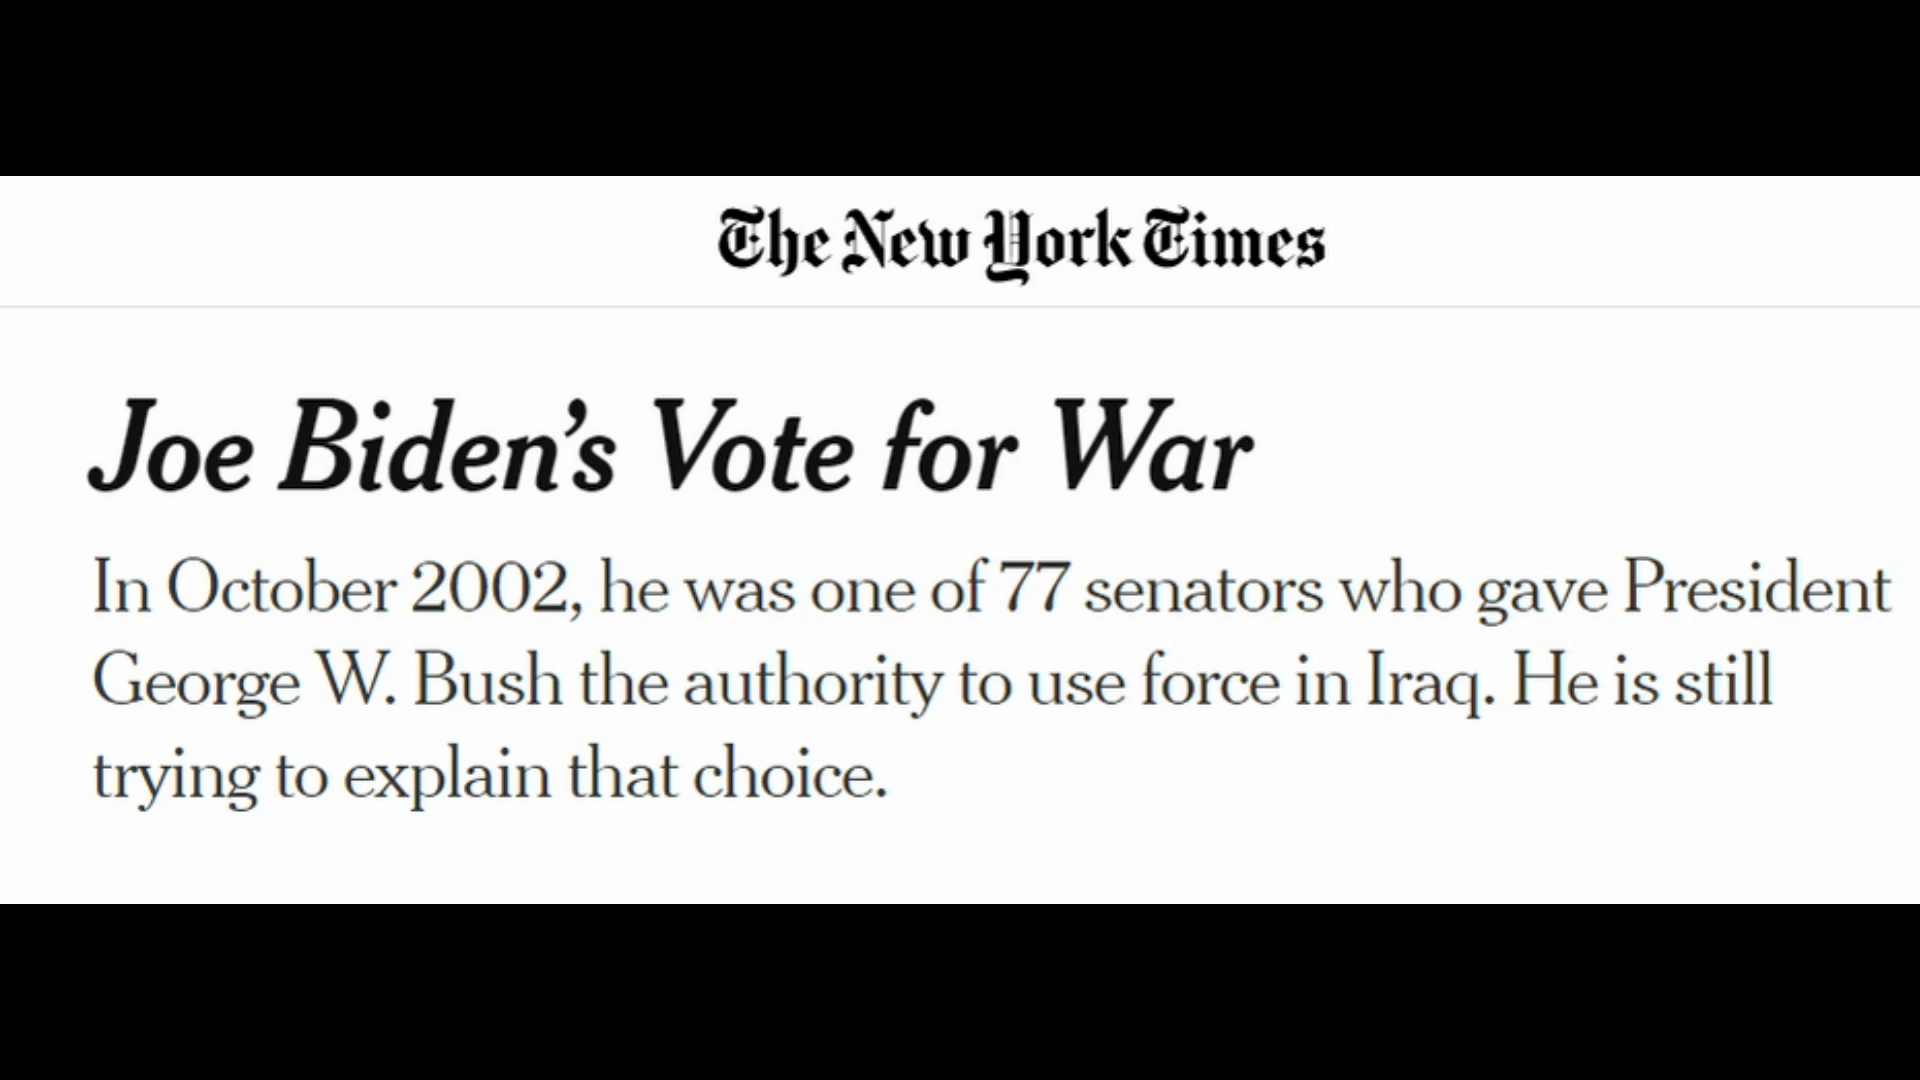 The New York Times
Joe Biden’s Vote for War
In October 2002, he was one of 77 senators who gave President
George W. Bush the authority to use force in Iraq. He is still
trying to explain that choice.